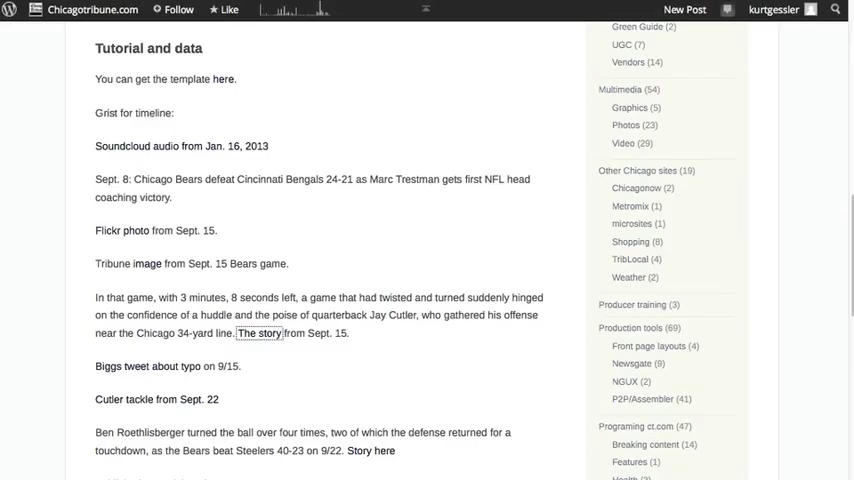 Chicagotribune.com Follow Like New Post kurtgessler
Tutorial and data
You can get the template here.
Grist for timeline:
Soundcloud audio from Jan. 16, 2013
Sept. 8: Chicago Bears defeat Cincinnati Bengals 24-21 as Marc Trestman gets first NFL head
coaching victory.
Flickr photo from Sept. 15.
Tribune image from Sept. 15 Bears game.
In that game, with 3 minutes, 8 seconds left, a game that had twisted and turned suddenly hinged
on the confidence of a huddle and the poise of quarterback Jay Cutler, who gathered his offense
near the Chicago 34-yard line. The story from Sept. 15.
Biggs tweet about typo on 9/15.
Cutler tackle from Sept. 22
Ben Roethlisberger turned the ball over four times, two of which the defense returned for a
touchdown, as the Bears beat Steelers 40-23 on 9/22. Story here
Green Guide (2)
UGC (7)
Vendors (14)
Multimedia (54)
Graphics (5)
Photos (23)
Video (29)
Other Chicago sites (19)
Chicagonow (2)
Metromix (1)
microsites (1)
Shopping (8)
TribLocal (4)
Weather (2)
Producer training (3)
Production tools (69)
Front page layouts (4)
Newsgate (9)
NGUX (2)
P2P/Assembler (41)
Programing ct.com (47)
Breaking content (14)
Features (1)